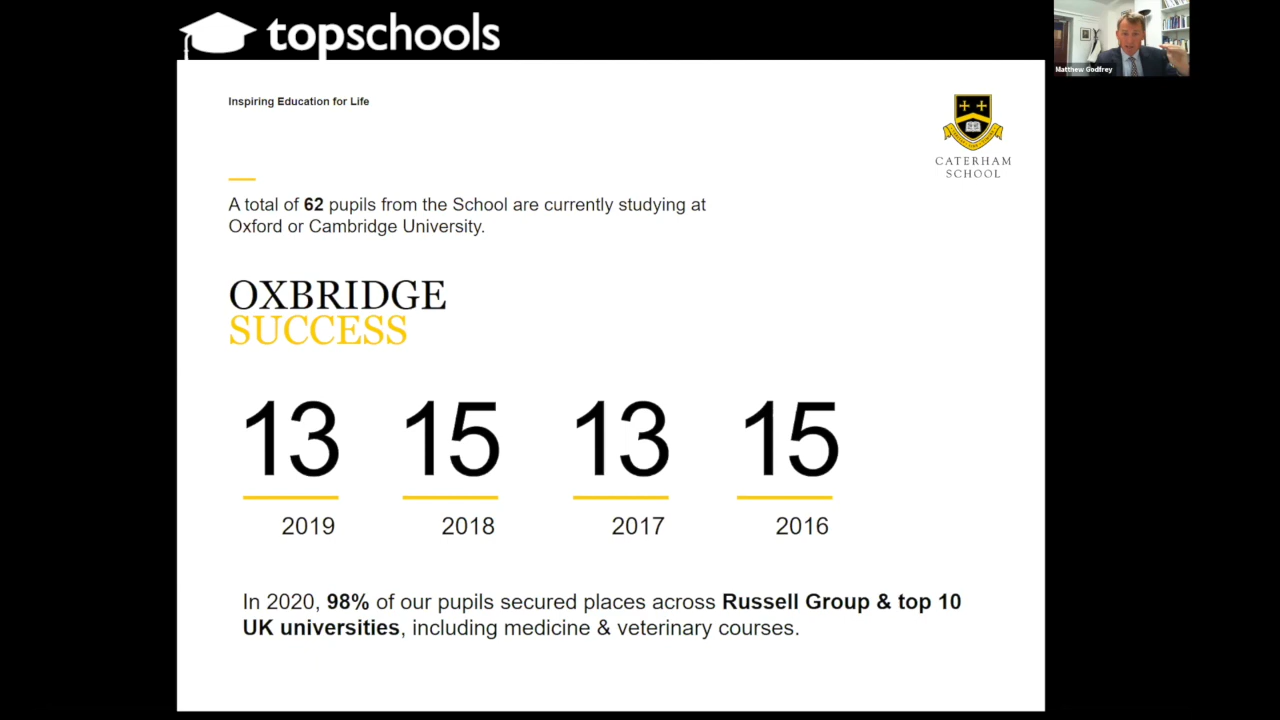 topschools
Matthew Godfrey
Inspiring Education for Life
CATERHAM
SCHOOL
A total of 62 pupils from the School are currently studying at
Oxford or Cambridge University.
OXBRIDGE
SUCCESS
13 15 13 15
2019 2018 2017 2016
In 2020, 98% of our pupils secured places across Russell Group & top 10
UK universities, including medicine & veterinary courses.